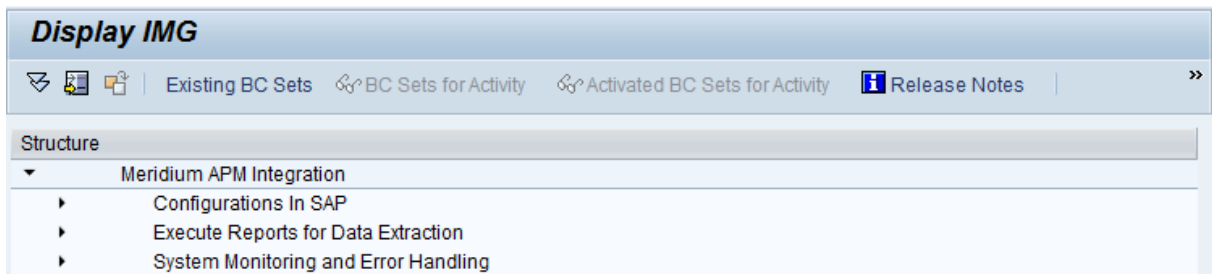 Display IMG
Existing BC Sets BC Sets for Activity Activated BC Sets for Activity Release Notes
Structure
Meridium APM Integration
Configurations In SAP
Execute Reports for Data Extraction
System Monitoring and Error Handling